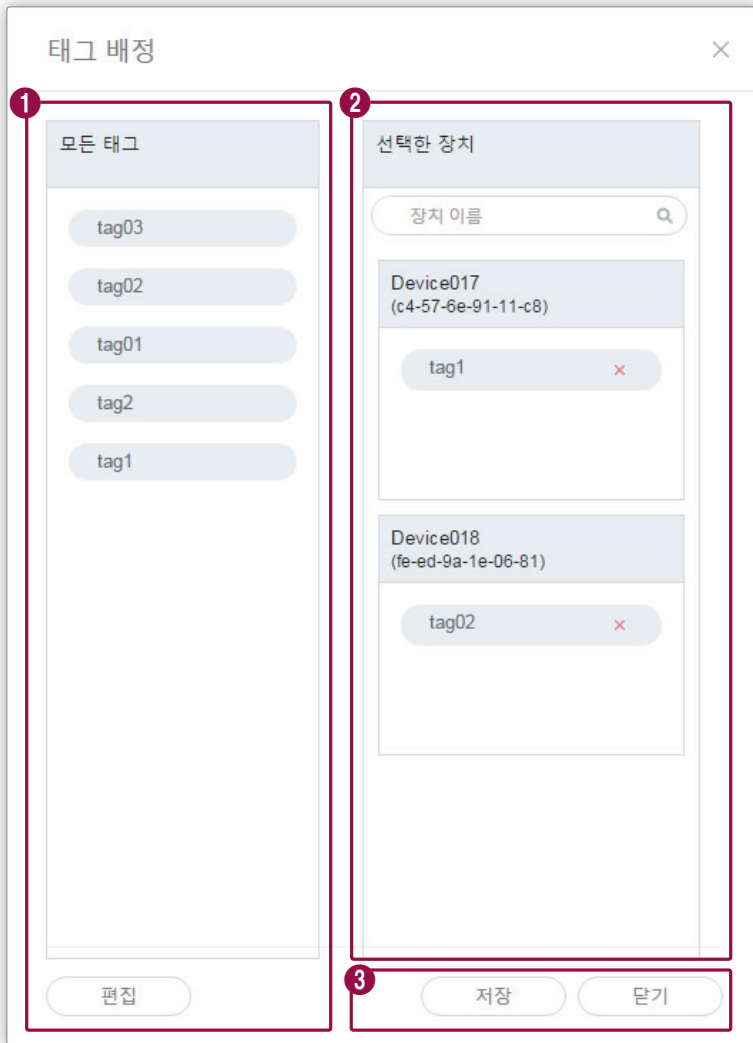 태그 배정
1
모든 태그
tag03
tag02
tag01
tag2
tag1
편집
2
선택한 장치
장치 이름
Device017
(c4-57-6e-91-11-c8)
tag1
Device018
(fe-ed-9a-1e-06-81)
tag02
3
저장
닫기